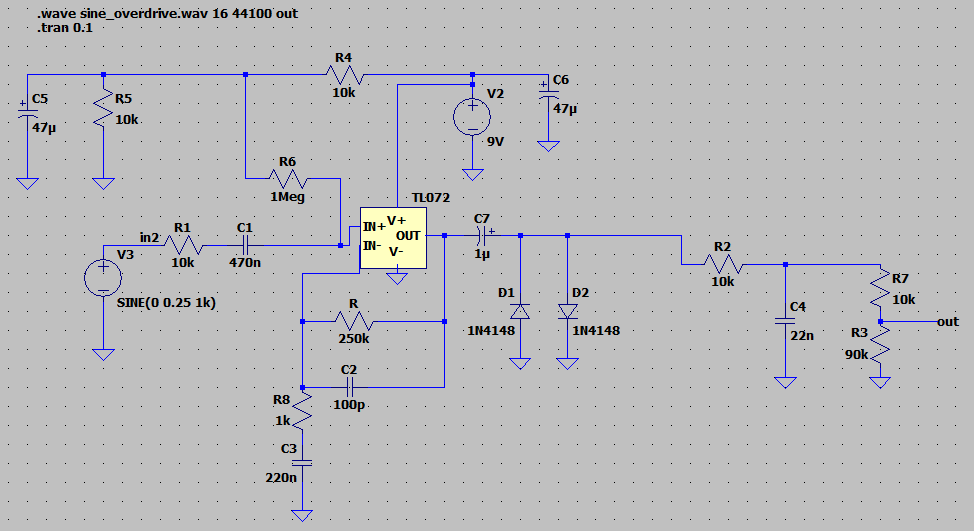 .wave sine_overdrive.wav 16 44100 out
.tran 0.1
R4
10k
C5
47µ
R5
10k
V2
9V
C6
47µ
R6
1Meg
TL072
IN+
V+
OUT
IN-
V-
in2
R1
10k
C1
470n
V3
SINE(0 0.25 1k)
C7
1µ
R2
10k
R7
10k
out
R3
90k
C4
22n
D1
1N4148
D2
1N4148
R
250k
C2
100p
R8
1k
C3
220n